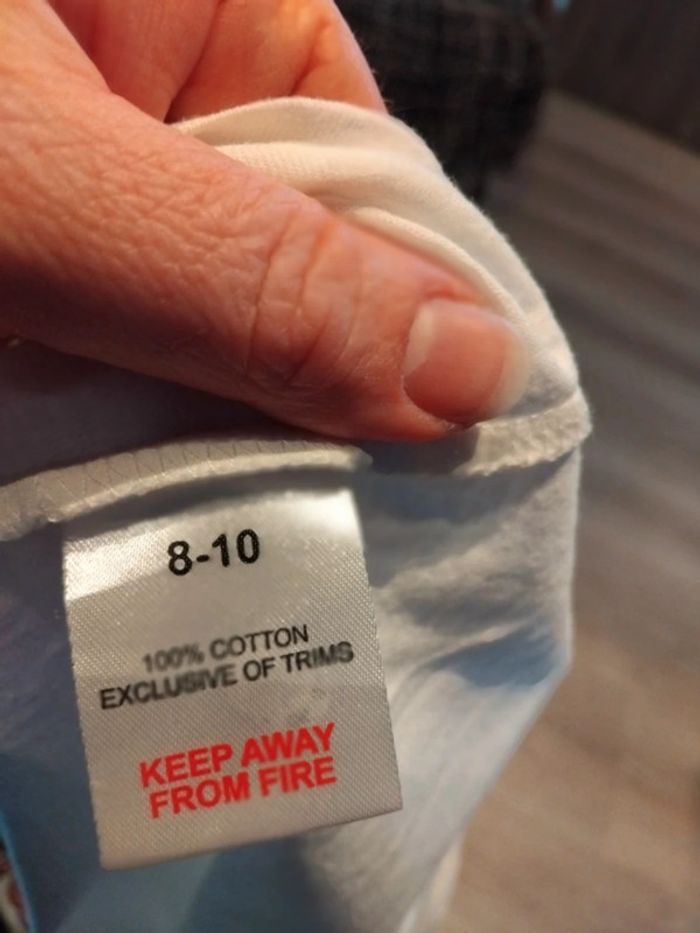 8-10
100% COTTON
EXCLUSIVE OF TRIMS
KEEP AWAY
FROM FIRE